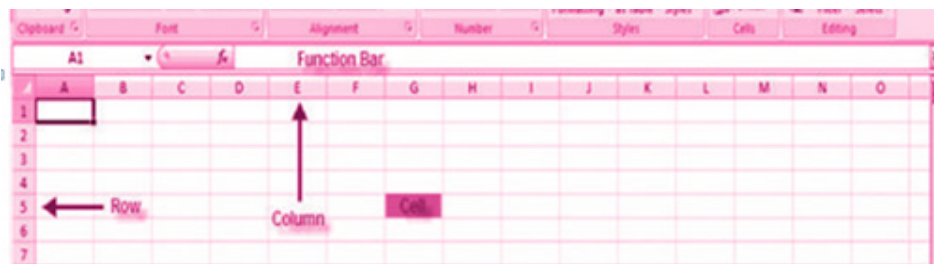 Clipboard Font Alignment Number Styles Cells Editing
A1 fx Function Bar
A B C D E F G H I J K L M N O
1
2
3
4
5 Row Column Cell
6
7